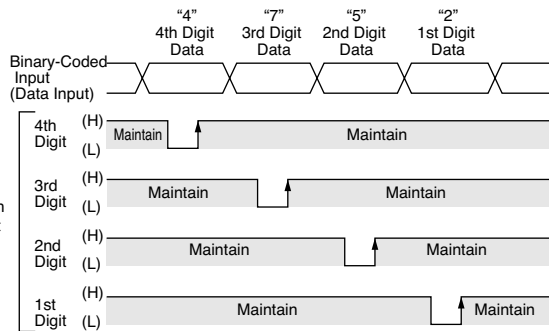 “4” “7” “5” “2”
4th Digit 3rd Digit 2nd Digit 1st Digit
Data Data Data Data
Binary-Coded
Input
(Data Input)
4th
Digit
(H)
(L)
Maintain Maintain
3rd
Digit
(H)
(L)
Maintain Maintain
2nd
Digit
(H)
(L)
Maintain Maintain
1st
Digit
(H)
(L)
Maintain Maintain